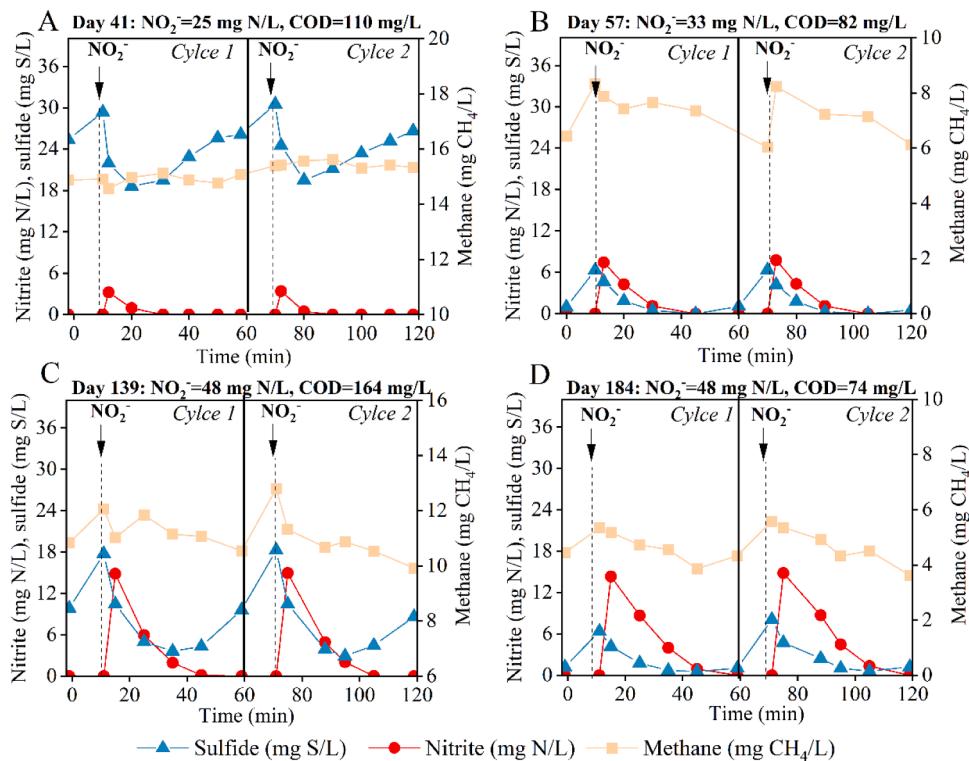 A
Day 41: NO₂⁻=25 mg N/L, COD=110 mg/L
NO₂⁻
Cylce 1
NO₂⁻
Cylce 2
Nitrite (mg N/L), sulfide (mg S/L)
36
30
24
18
12
6
0
20
18
16
14
12
10
Methane (mg CH₄/L)
0 20 40 60 80 100 120
Time (min)
B
Day 57: NO₂⁻=33 mg N/L, COD=82 mg/L
NO₂⁻
Cylce 1
NO₂⁻
Cylce 2
Nitrite (mg N/L), sulfide (mg S/L)
36
30
24
18
12
6
0
10
8
6
4
2
0
Methane (mg CH₄/L)
0 20 40 60 80 100 120
Time (min)
C
Day 139: NO₂⁻=48 mg N/L, COD=164 mg/L
NO₂⁻
Cylce 1
NO₂⁻
Cylce 2
Nitrite (mg N/L), sulfide (mg S/L)
36
30
24
18
12
6
0
16
14
12
10
8
6
Methane (mg CH₄/L)
0 20 40 60 80 100 120
Time (min)
D
Day 184: NO₂⁻=48 mg N/L, COD=74 mg/L
NO₂⁻
Cylce 1
NO₂⁻
Cylce 2
Nitrite (mg N/L), sulfide (mg S/L)
36
30
24
18
12
6
0
10
8
6
4
2
0
Methane (mg CH₄/L)
0 20 40 60 80 100 120
Time (min)
Sulfide (mg S/L) Nitrite (mg N/L) Methane (mg CH₄/L)